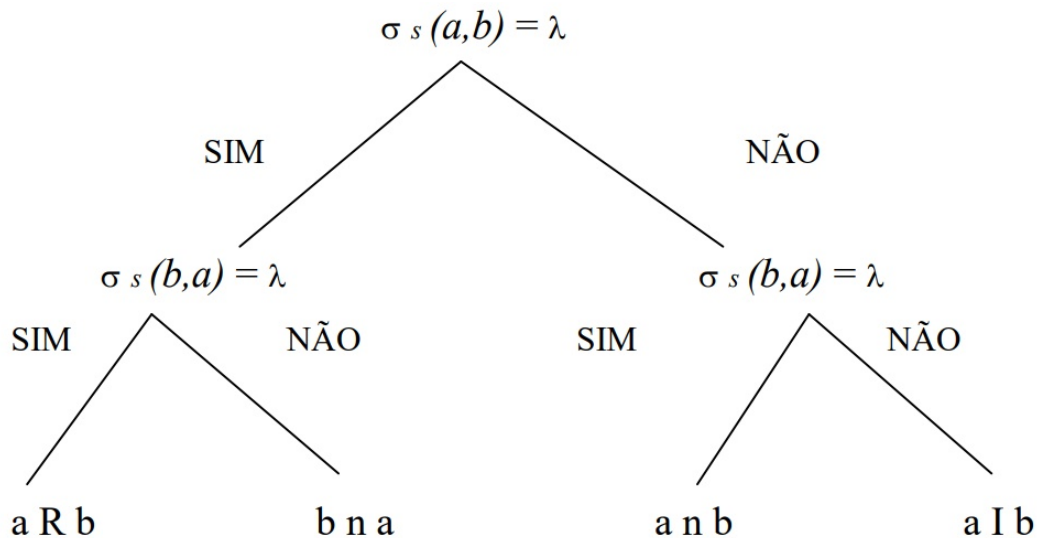 σ s (a,b) = λ
SIM NÃO
σ s (b,a) = λ σ s (b,a) = λ
SIM NÃO SIM NÃO
a R b b n a a n b a I b